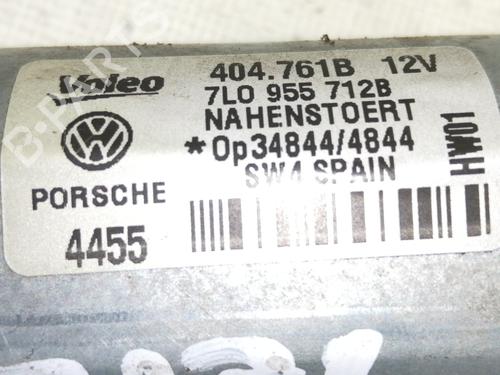 Valeo
404.761B 12V
7L0 955 712B
NAHENSTOERT
*Op34844/4844
SW4 SPAIN
HW01
PORSCHE
4455
B-PARTS